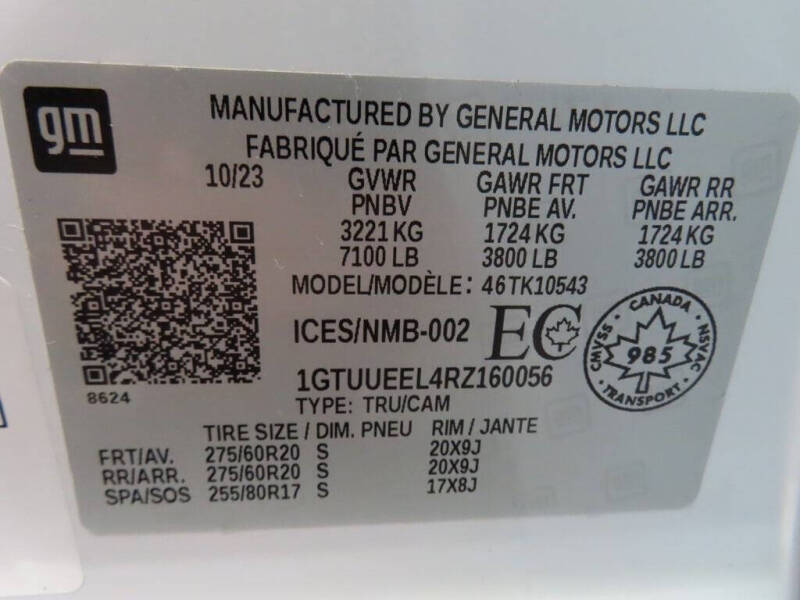 gm
MANUFACTURED BY GENERAL MOTORS LLC
FABRIQUÉ PAR GENERAL MOTORS LLC
10/23 GVWR GAWR FRT GAWR RR
PNBV PNBE AV. PNBE ARR.
3221 KG 1724 KG 1724 KG
7100 LB 3800 LB 3800 LB
MODEL/MODÈLE: 46TK10543
ICES/NMB-002 EC
CANADA
CMVSS 985 NSVAC
TRANSPORT
1GTUUEEL4RZ160056
8624
TYPE: TRU/CAM
TIRE SIZE / DIM. PNEU RIM / JANTE
FRT/AV. 275/60R20 S 20X9J
RR/ARR. 275/60R20 S 20X9J
SPA/SOS 255/80R17 S 17X8J